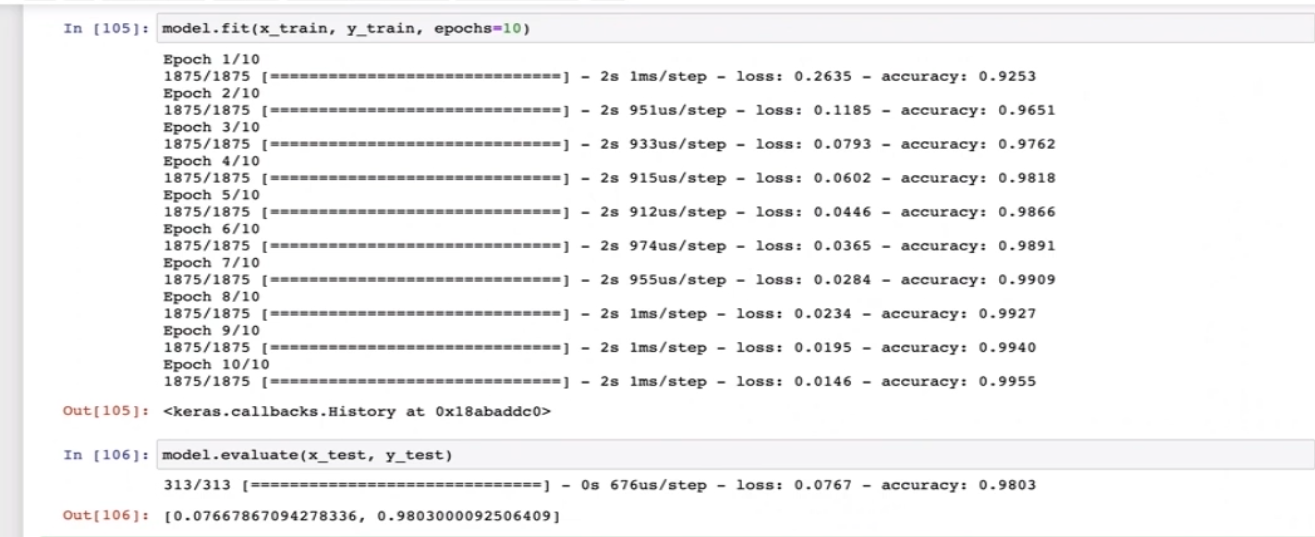 In [105]: model.fit(x_train, y_train, epochs=10)
Epoch 1/10
1875/1875 [==============================] - 2s 1ms/step - loss: 0.2635 - accuracy: 0.9253
Epoch 2/10
1875/1875 [==============================] - 2s 951us/step - loss: 0.1185 - accuracy: 0.9651
Epoch 3/10
1875/1875 [==============================] - 2s 933us/step - loss: 0.0793 - accuracy: 0.9762
Epoch 4/10
1875/1875 [==============================] - 2s 915us/step - loss: 0.0602 - accuracy: 0.9818
Epoch 5/10
1875/1875 [==============================] - 2s 912us/step - loss: 0.0446 - accuracy: 0.9866
Epoch 6/10
1875/1875 [==============================] - 2s 974us/step - loss: 0.0365 - accuracy: 0.9891
Epoch 7/10
1875/1875 [==============================] - 2s 955us/step - loss: 0.0284 - accuracy: 0.9909
Epoch 8/10
1875/1875 [==============================] - 2s 1ms/step - loss: 0.0234 - accuracy: 0.9927
Epoch 9/10
1875/1875 [==============================] - 2s 1ms/step - loss: 0.0195 - accuracy: 0.9940
Epoch 10/10
1875/1875 [==============================] - 2s 1ms/step - loss: 0.0146 - accuracy: 0.9955
Out[105]: <keras.callbacks.History at 0x18abaddc0>
In [106]: model.evaluate(x_test, y_test)
313/313 [==============================] - 0s 676us/step - loss: 0.0767 - accuracy: 0.9803
Out[106]: [0.07667867094278336, 0.9803000092506409]